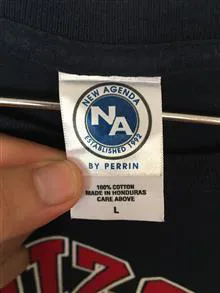 NEW AGENDA
NA
ESTABLISHED 1992
BY PERRIN
100% COTTON
MADE IN HONDURAS
CARE ABOVE
L